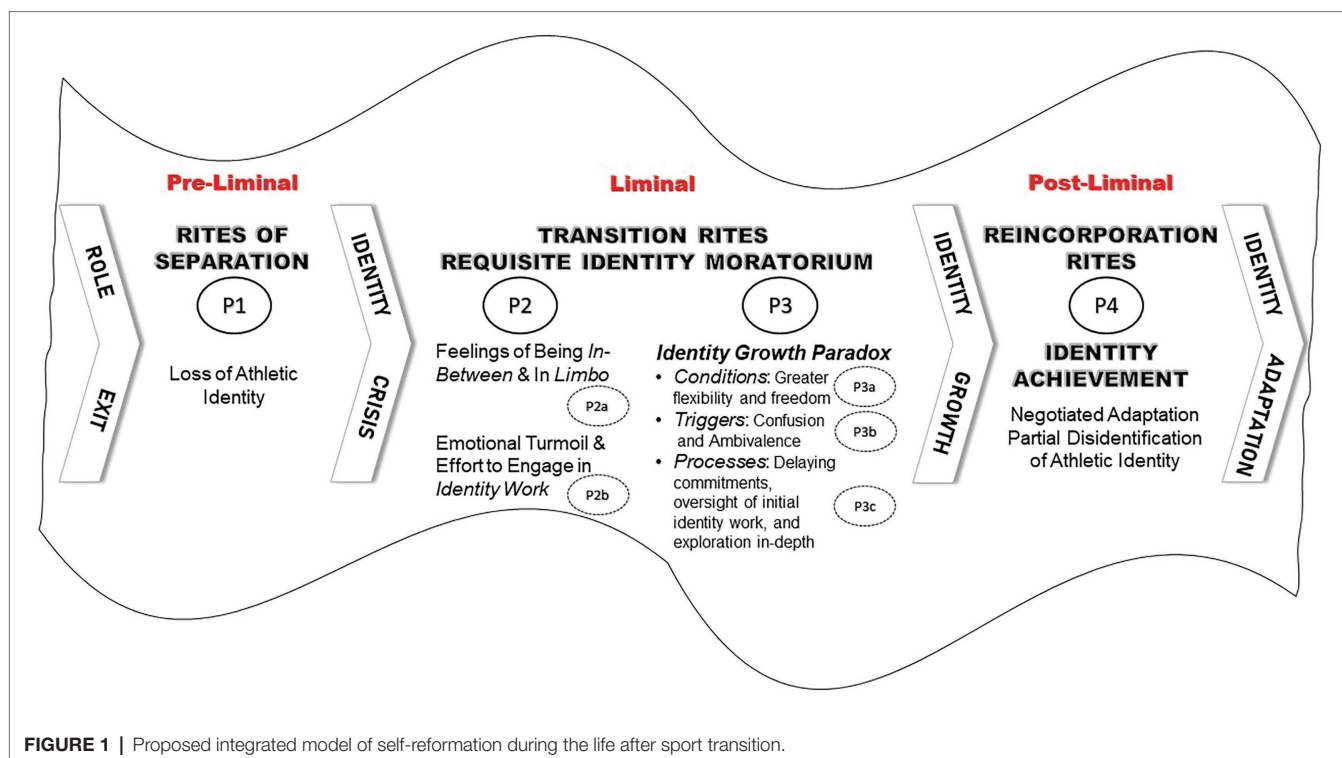 Pre-Liminal
Liminal
Post-Liminal
ROLE
EXIT
RITES OF
SEPARATION
P1
Loss of Athletic
Identity
IDENTITY
CRISIS
TRANSITION RITES
REQUISITE IDENTITY MORATORIUM
P2
Feelings of Being In-
Between & In Limbo
P2a
Emotional Turmoil &
Effort to Engage in
Identity Work
P2b
P3
Identity Growth Paradox
• Conditions: Greater
flexibility and freedom
P3a
• Triggers: Confusion
and Ambivalence
P3b
• Processes: Delaying
commitments,
oversight of initial
identity work, and
exploration in-depth
P3c
IDENTITY
GROWTH
REINCORPORATION
RITES
P4
IDENTITY
ACHIEVEMENT
Negotiated Adaptation
Partial Disidentification
of Athletic Identity
IDENTITY
ADAPTATION
FIGURE 1 | Proposed integrated model of self-reformation during the life after sport transition.